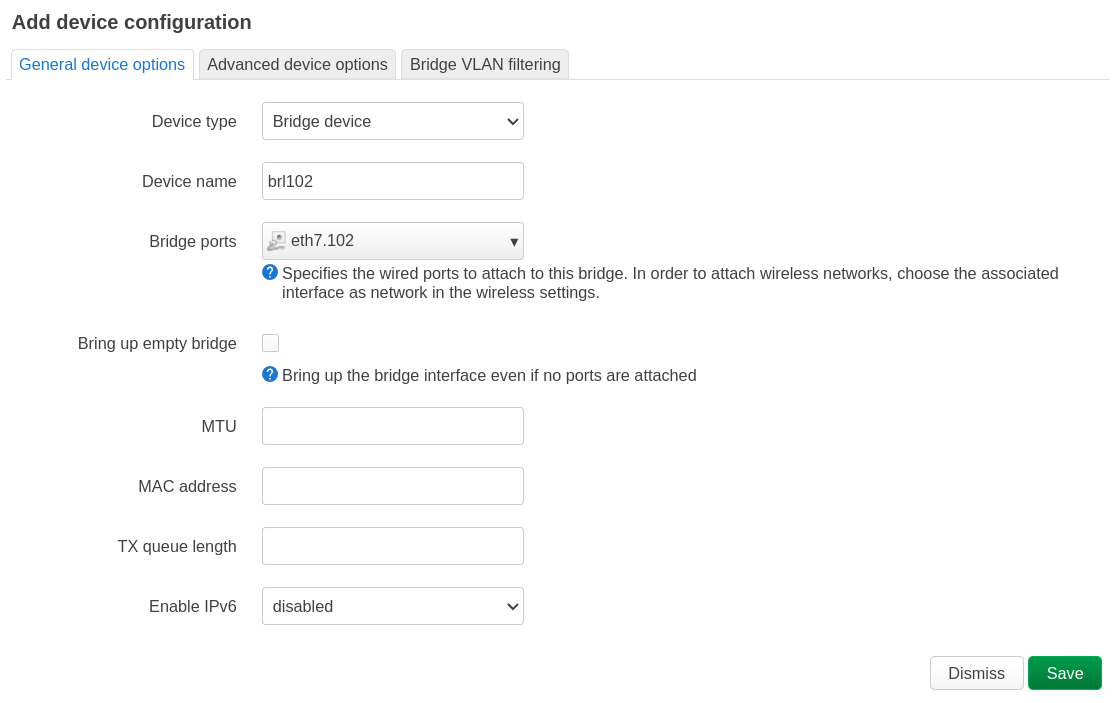 Add device configuration
General device options
Advanced device options
Bridge VLAN filtering
Device type
Bridge device
Device name
brl102
Bridge ports
eth7.102
Specifies the wired ports to attach to this bridge. In order to attach wireless networks, choose the associated
interface as network in the wireless settings.
Bring up empty bridge
Bring up the bridge interface even if no ports are attached
MTU
MAC address
TX queue length
Enable IPv6
disabled
Dismiss
Save